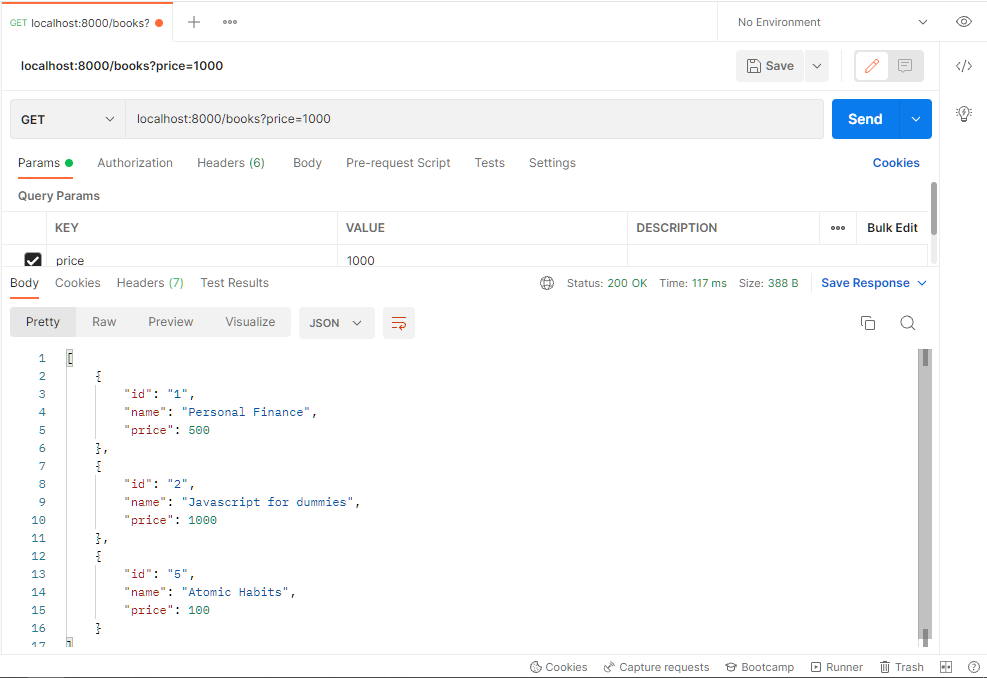 GET localhost:8000/books?
No Environment
localhost:8000/books?price=1000
Save
GET localhost:8000/books?price=1000 Send
Params Authorization Headers (6) Body Pre-request Script Tests Settings Cookies
Query Params
KEY VALUE DESCRIPTION Bulk Edit
price 1000
Body Cookies Headers (7) Test Results Status: 200 OK Time: 117 ms Size: 388 B Save Response
Pretty Raw Preview Visualize JSON
1 [
2 {
3 "id": "1",
4 "name": "Personal Finance",
5 "price": 500
6 },
7 {
8 "id": "2",
9 "name": "Javascript for dummies",
10 "price": 1000
11 },
12 {
13 "id": "5",
14 "name": "Atomic Habits",
15 "price": 100
16 }
17 ]
Cookies Capture requests Bootcamp Runner Trash